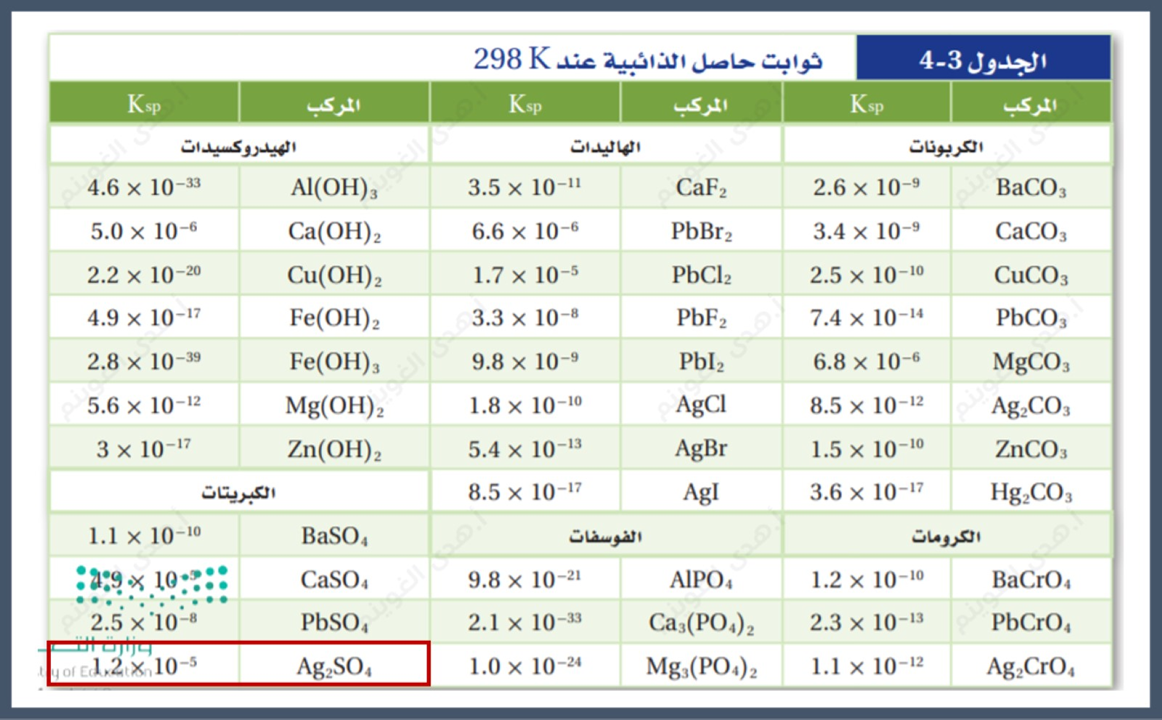 الجدول 3-4 ثوابت حاصل الذائبية عند 298 K
المركب Ksp المركب Ksp المركب Ksp
الكربونات الهاليدات الهيدروكسيدات
BaCO₃ 2.6 × 10⁻⁹ CaF₂ 3.5 × 10⁻¹¹ Al(OH)₃ 4.6 × 10⁻³³
CaCO₃ 3.4 × 10⁻⁹ PbBr₂ 6.6 × 10⁻⁶ Ca(OH)₂ 5.0 × 10⁻⁶
CuCO₃ 2.5 × 10⁻¹⁰ PbCl₂ 1.7 × 10⁻⁵ Cu(OH)₂ 2.2 × 10⁻²⁰
PbCO₃ 7.4 × 10⁻¹⁴ PbF₂ 3.3 × 10⁻⁸ Fe(OH)₂ 4.9 × 10⁻¹⁷
MgCO₃ 6.8 × 10⁻⁶ PbI₂ 9.8 × 10⁻⁹ Fe(OH)₃ 2.8 × 10⁻³⁹
Ag₂CO₃ 8.5 × 10⁻¹² AgCl 1.8 × 10⁻¹⁰ Mg(OH)₂ 5.6 × 10⁻¹²
ZnCO₃ 1.5 × 10⁻¹⁰ AgBr 5.4 × 10⁻¹³ Zn(OH)₂ 3 × 10⁻¹⁷
Hg₂CO₃ 3.6 × 10⁻¹⁷ AgI 8.5 × 10⁻¹⁷ الكبريتات
الكرومات الفوسفات BaSO₄ 1.1 × 10⁻¹⁰
BaCrO₄ 1.2 × 10⁻¹⁰ AlPO₄ 9.8 × 10⁻²¹ CaSO₄ 4.9 × 10⁻⁵
PbCrO₄ 2.3 × 10⁻¹³ Ca₃(PO₄)₂ 2.1 × 10⁻³³ PbSO₄ 2.5 × 10⁻⁸
Ag₂CrO₄ 1.1 × 10⁻¹² Mg₃(PO₄)₂ 1.0 × 10⁻²⁴ Ag₂SO₄ 1.2 × 10⁻⁵
وزارة
of Education
أ.هدى الغوينم